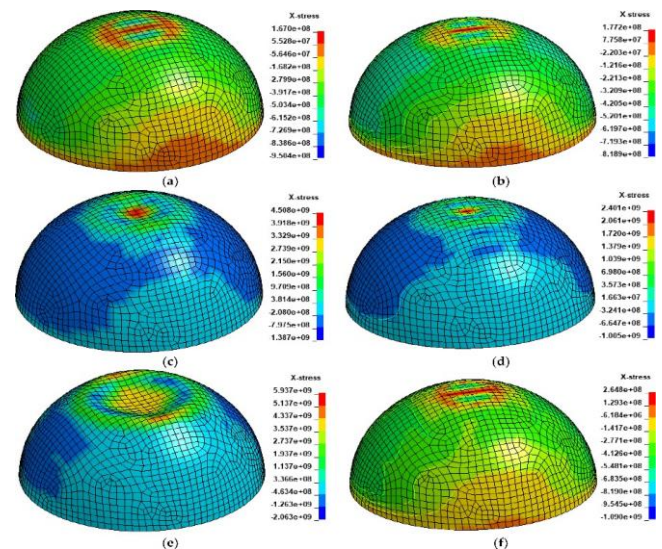 X-stress
1.670e+08
5.528e+07
-5.646e+07
-1.682e+08
-2.799e+08
-3.917e+08
-5.034e+08
-6.152e+08
-7.269e+08
-8.386e+08
-9.504e+08
(a)
X-stress
1.772e+08
7.758e+07
-2.203e+07
-1.216e+08
-2.213e+08
-3.209e+08
-4.205e+08
-5.201e+08
-6.197e+08
-7.193e+08
-8.189e+08
(b)
X-stress
4.508e+09
3.918e+09
3.329e+09
2.739e+09
2.150e+09
1.560e+09
9.709e+08
3.814e+08
-2.080e+08
-7.975e+08
-1.387e+09
(c)
X-stress
2.401e+09
2.061e+09
1.720e+09
1.379e+09
1.039e+09
6.980e+08
3.573e+08
1.663e+07
-3.241e+08
-6.647e+08
-1.005e+09
(d)
X-stress
5.937e+09
5.137e+09
4.337e+09
3.537e+09
2.737e+09
1.937e+09
1.137e+09
3.366e+08
-4.634e+08
-1.263e+09
-2.063e+09
(e)
X-stress
2.648e+08
1.293e+08
-6.184e+06
-1.417e+08
-2.771e+08
-4.126e+08
-5.481e+08
-6.835e+08
-8.190e+08
-9.545e+08
-1.090e+09
(f)